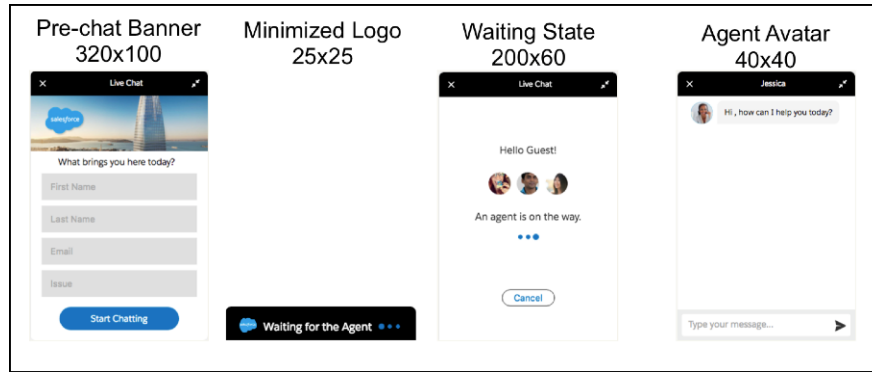 Pre-chat Banner
320x100
Minimized Logo
25x25
Waiting State
200x60
Agent Avatar
40x40
Live Chat
salesforce
What brings you here today?
First Name
Last Name
Email
Issue
Start Chatting
Waiting for the Agent
Live Chat
Hello Guest!
An agent is on the way.
Cancel
Jessica
Hi , how can I help you today?
Type your message...